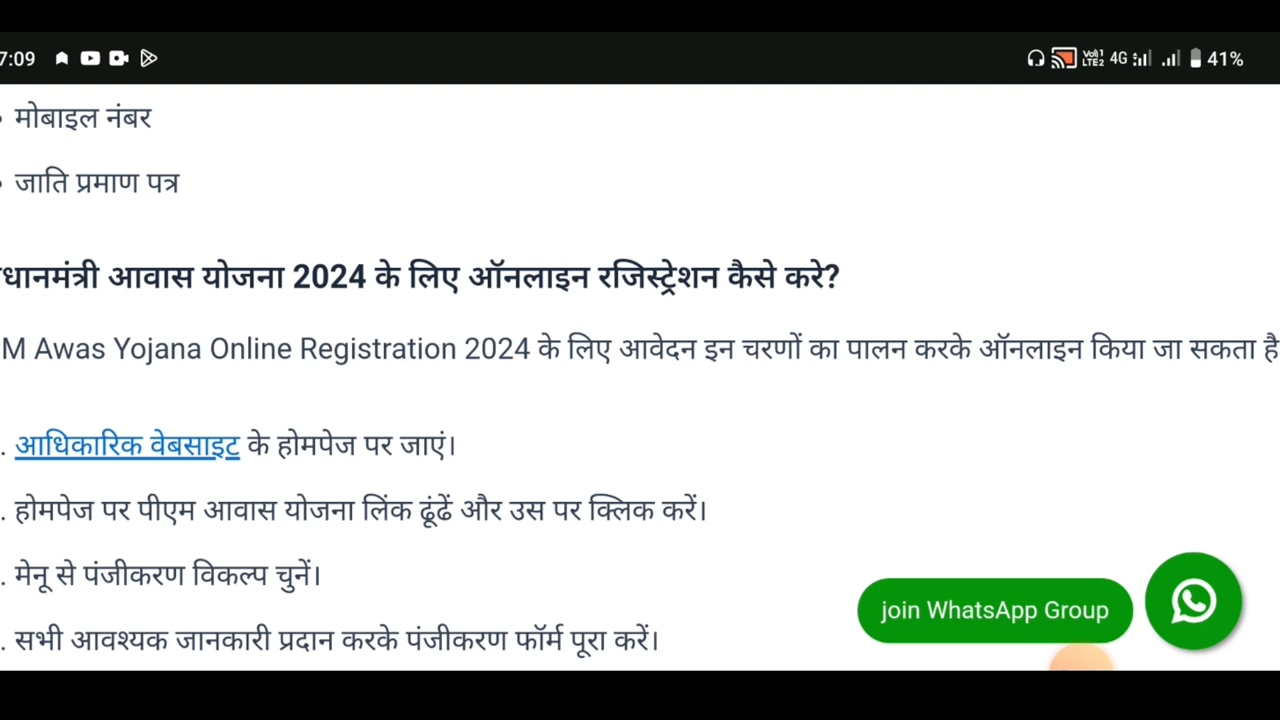 7:09 Vol1 LTE2 4G 41%
मोबाइल नंबर
जाति प्रमाण पत्र
धानमंत्री आवास योजना 2024 के लिए ऑनलाइन रजिस्ट्रेशन कैसे करे?
M Awas Yojana Online Registration 2024 के लिए आवेदन इन चरणों का पालन करके ऑनलाइन किया जा सकता है
. आधिकारिक वेबसाइट के होमपेज पर जाएं।
. होमपेज पर पीएम आवास योजना लिंक ढूंढें और उस पर क्लिक करें।
. मेनू से पंजीकरण विकल्प चुनें।
join WhatsApp Group
. सभी आवश्यक जानकारी प्रदान करके पंजीकरण फॉर्म पूरा करें।